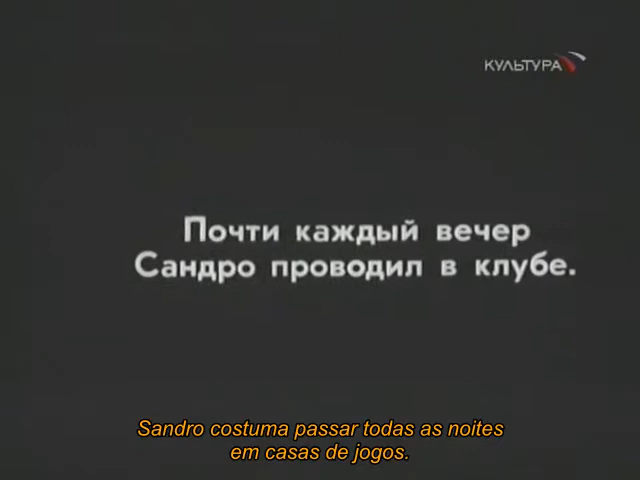 КУЛЬТУРА
Почти каждый вечер
Сандро проводил в клубе.
Sandro costuma passar todas as noites
em casas de jogos.